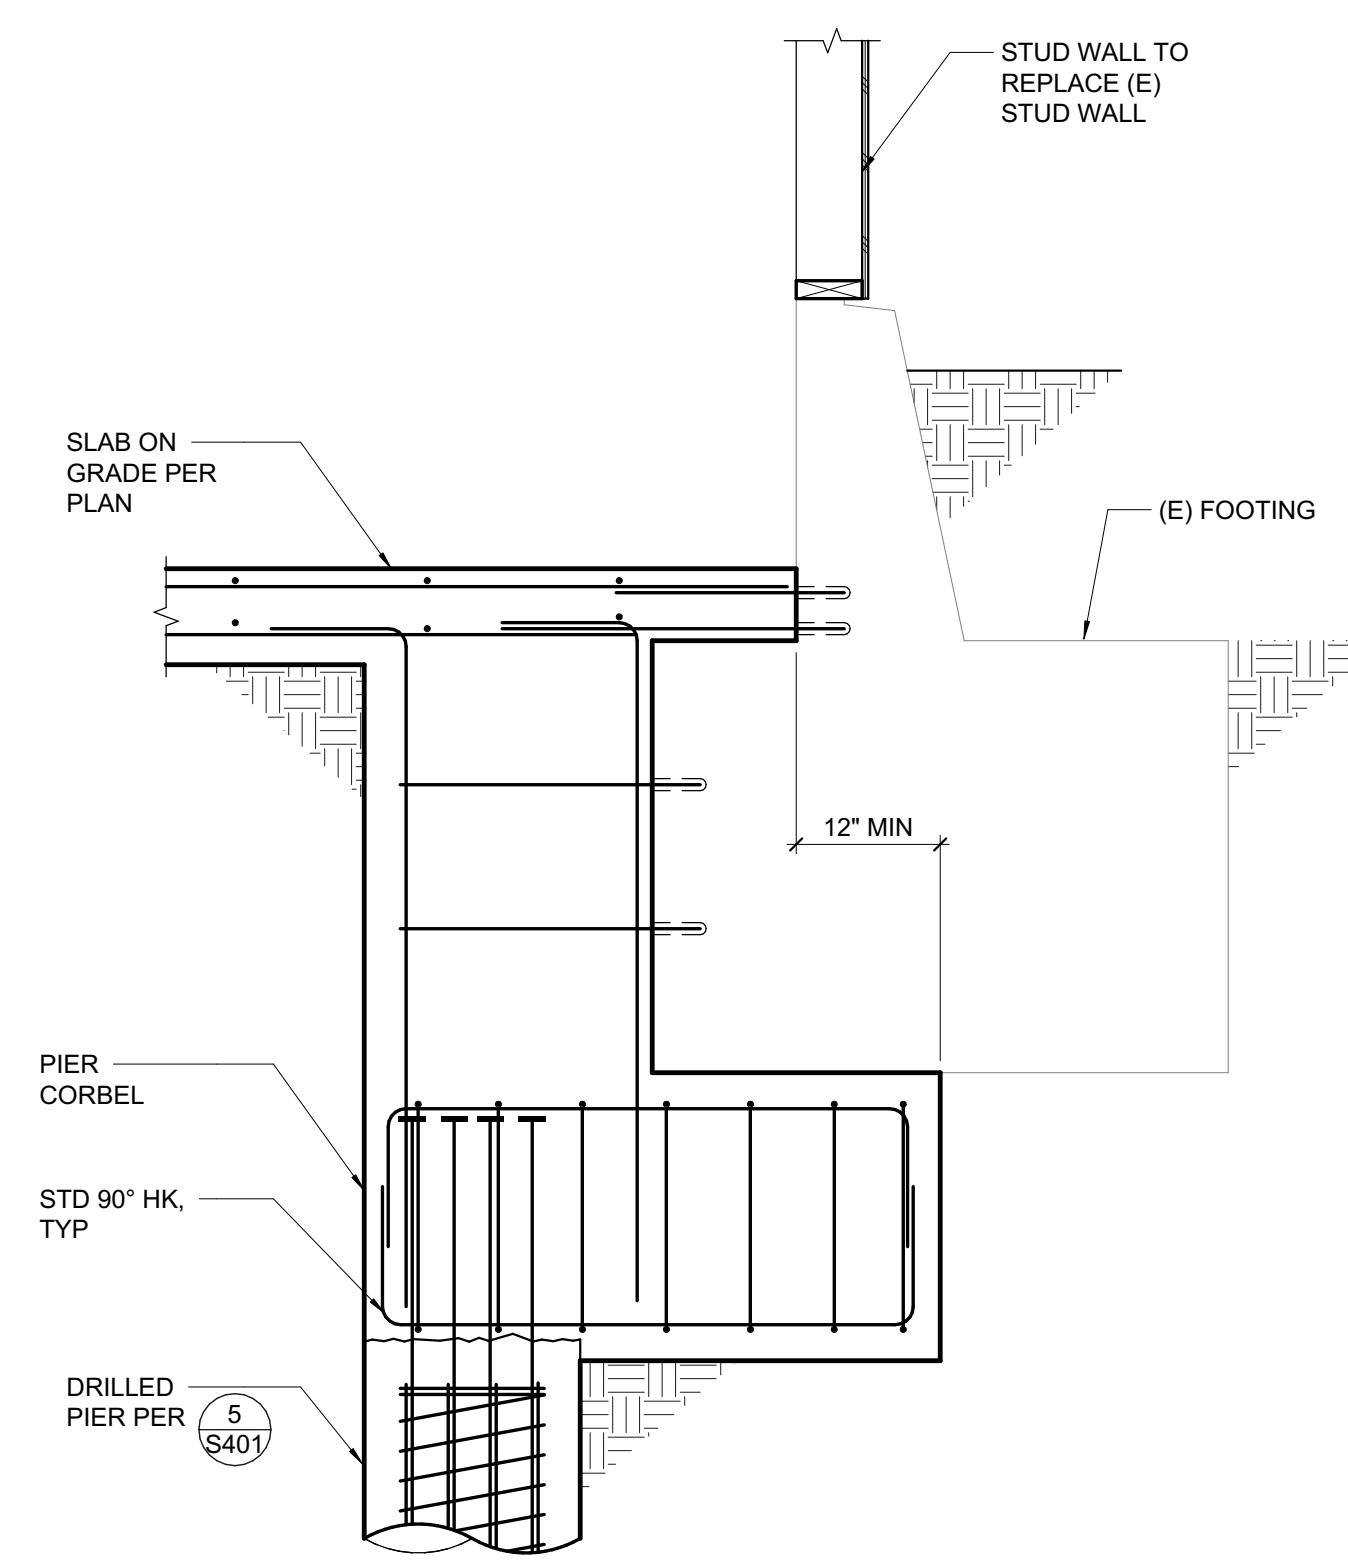 STUD WALL TO
REPLACE (E)
STUD WALL
SLAB ON
GRADE PER
PLAN
(E) FOOTING
12" MIN
PIER
CORBEL
STD 90° HK,
TYP
DRILLED
PIER PER
5
S401